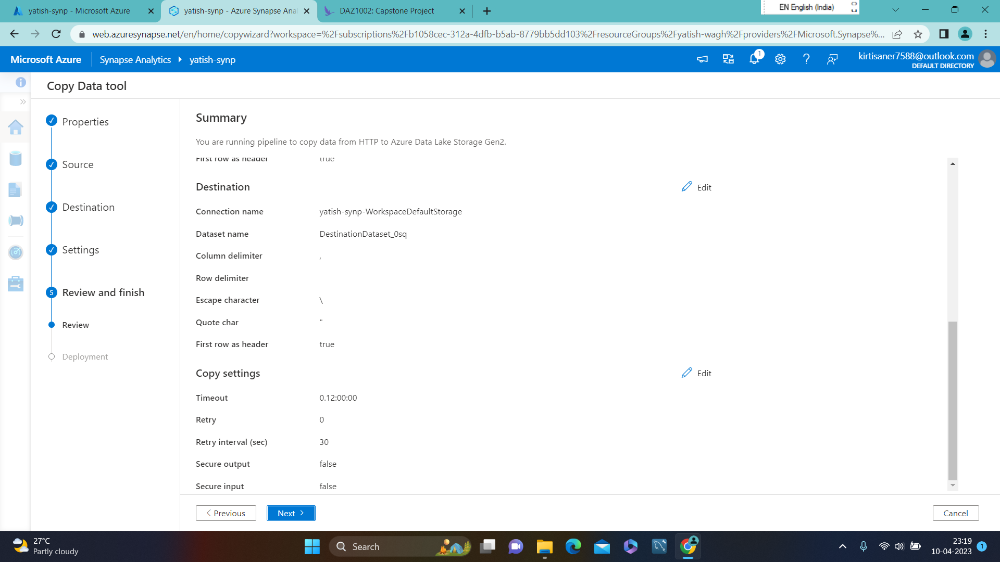 yatish-synp - Microsoft Azure
yatish-synp - Azure Synapse Anal
DAZ1002: Capstone Project
EN English (India)
web.azuresynapse.net/en/home/copywizard?workspace=%2Fsubscriptions%2Fb1058cec-312a-4dfb-b5ab-8779bb5dd103%2FresourceGroups%2Fyatish-wagh%2Fproviders%2FMicrosoft.Synapse%...
Microsoft Azure
Synapse Analytics
yatish-synp
1
kirtisaner7588@outlook.com
DEFAULT DIRECTORY
Copy Data tool
Properties
Source
Destination
Settings
5
Review and finish
Review
Deployment
Summary
You are running pipeline to copy data from HTTP to Azure Data Lake Storage Gen2.
First row as header true
Destination
Edit
Connection name yatish-synp-WorkspaceDefaultStorage
Dataset name DestinationDataset_0sq
Column delimiter ,
Row delimiter
Escape character \
Quote char "
First row as header true
Copy settings
Edit
Timeout 0.12:00:00
Retry 0
Retry interval (sec) 30
Secure output false
Secure input false
Previous
Next
Cancel
27°C
Partly cloudy
Search
23:19
10-04-2023
1